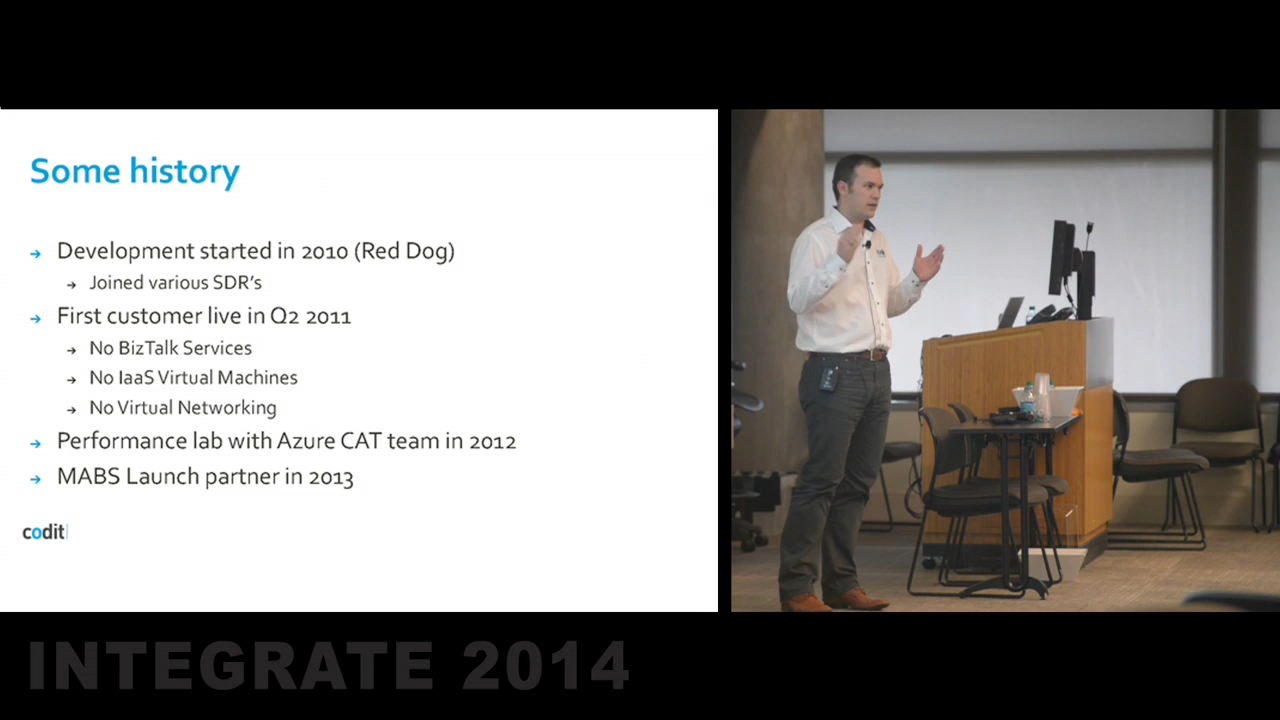 Some history
→ Development started in 2010 (Red Dog)
→ Joined various SDR's
→ First customer live in Q2 2011
→ No BizTalk Services
→ No IaaS Virtual Machines
→ No Virtual Networking
→ Performance lab with Azure CAT team in 2012
→ MABS Launch partner in 2013
codit
INTEGRATE 2014